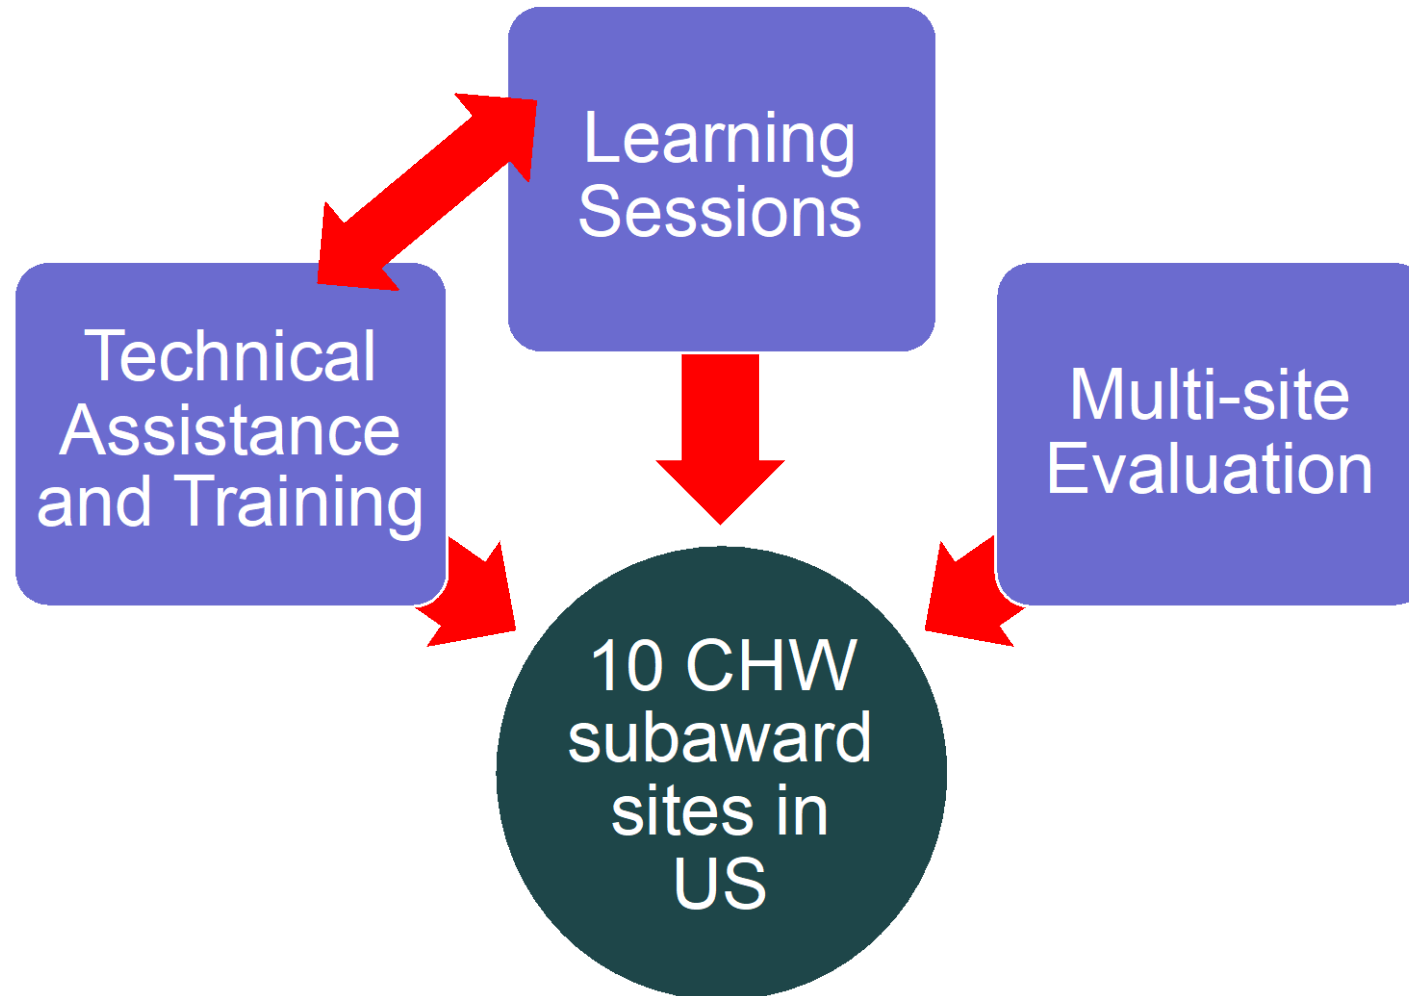 Learning
Sessions
Technical
Assistance
and Training
Multi-site
Evaluation
10 CHW
subaward
sites in
US